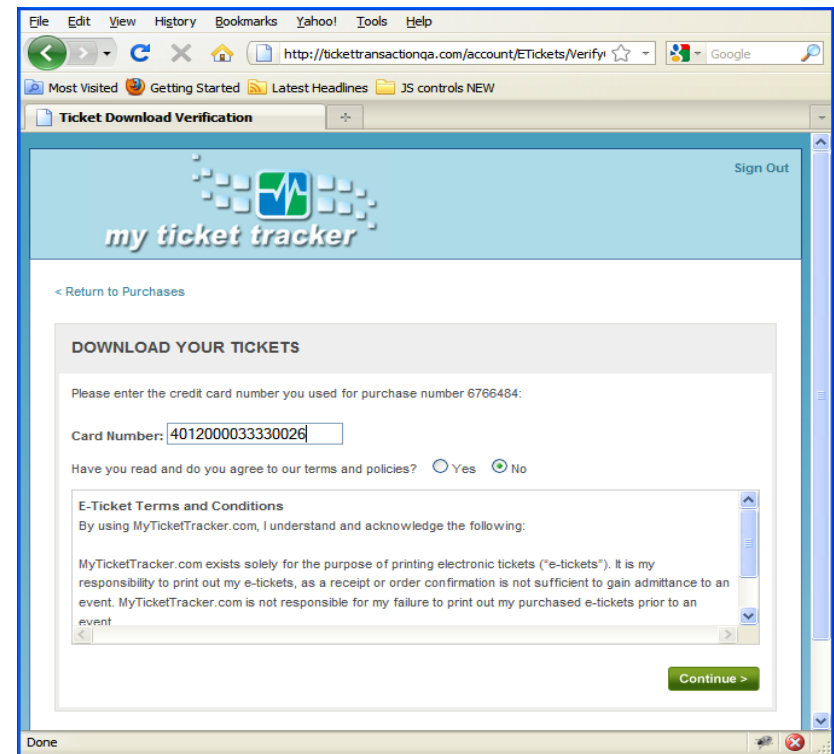 File Edit View History Bookmarks Yahoo! Tools Help
http://tickettransactionqa.com/account/ETickets/Verify Google
Most Visited Getting Started Latest Headlines JS controls NEW
Ticket Download Verification
Sign Out
my ticket tracker
< Return to Purchases
DOWNLOAD YOUR TICKETS
Please enter the credit card number you used for purchase number 6766484:
Card Number: 4012000033330026
Have you read and do you agree to our terms and policies? Yes No
E-Ticket Terms and Conditions
By using MyTicketTracker.com, I understand and acknowledge the following:
MyTicketTracker.com exists solely for the purpose of printing electronic tickets (“e-tickets”). It is my
responsibility to print out my e-tickets, as a receipt or order confirmation is not sufficient to gain admittance to an
event. MyTicketTracker.com is not responsible for my failure to print out my purchased e-tickets prior to an
event
Continue >
Done